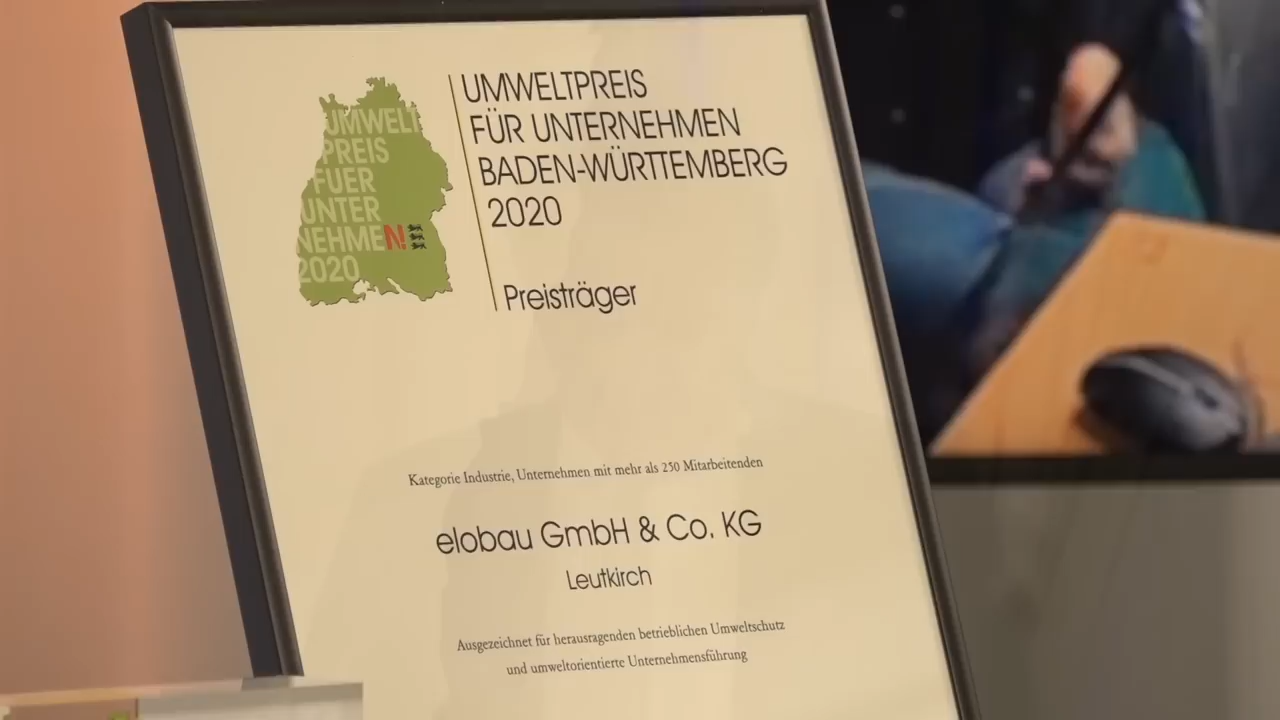 UMWELT
PREIS
FUER
UNTER
NEHMEN!
2020
UMWELTPREIS
FÜR UNTERNEHMEN
BADEN-WÜRTTEMBERG
2020
Preisträger
Kategorie Industrie, Unternehmen mit mehr als 250 Mitarbeitenden
elobau GmbH & Co. KG
Leutkirch
Ausgezeichnet für herausragenden betrieblichen Umweltschutz
und umweltorientierte Unternehmensführung